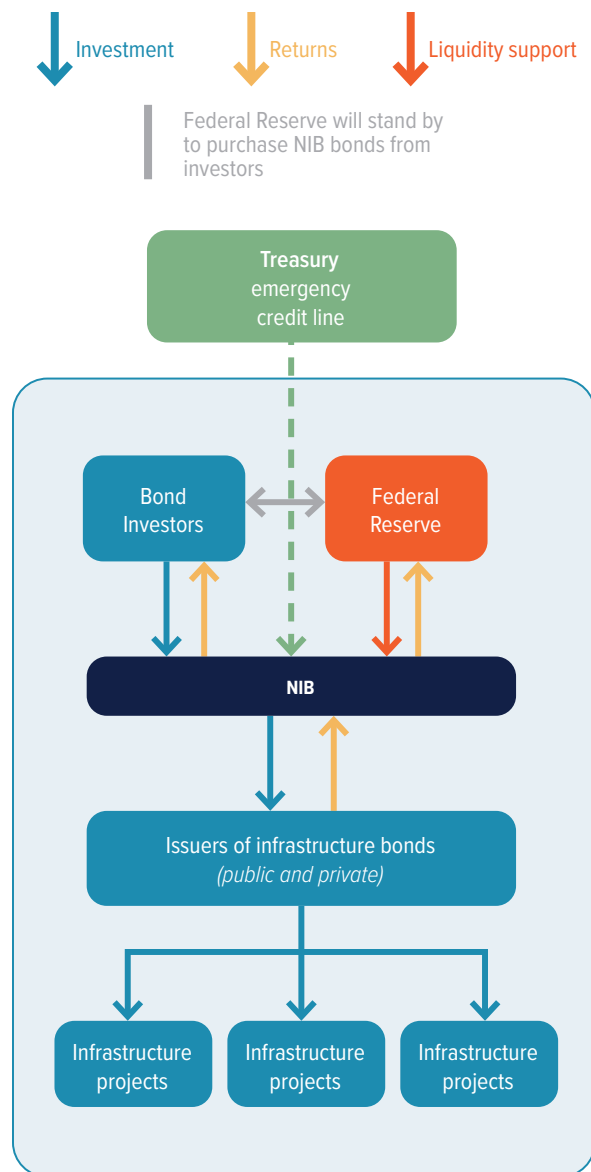 Investment
Returns
Liquidity support
Federal Reserve will stand by
to purchase NIB bonds from
investors
Treasury
emergency
credit line
Bond
Investors
Federal
Reserve
NIB
Issuers of infrastructure bonds
(public and private)
Infrastructure
projects
Infrastructure
projects
Infrastructure
projects